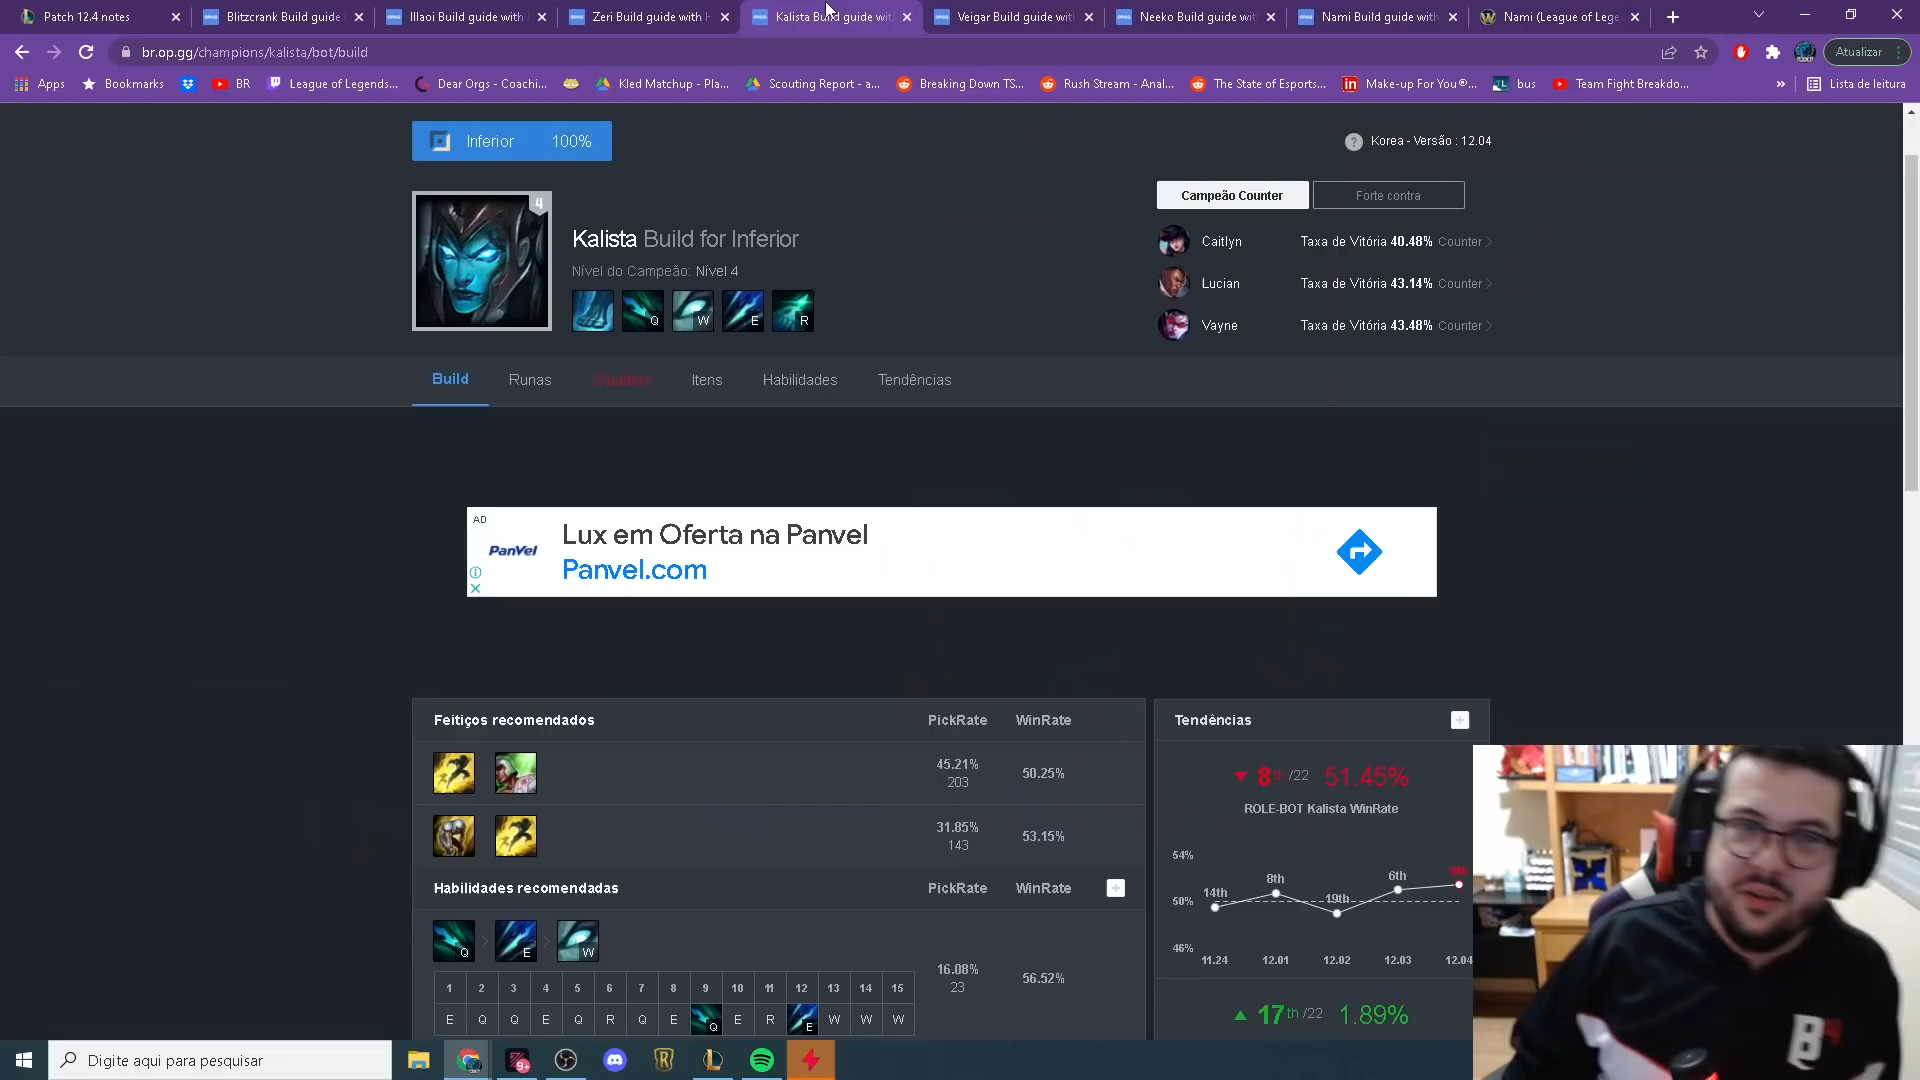 Patch 12.4 notes
Blitzcrank Build guide
Illaoi Build guide with
Zeri Build guide with
Kalista Build guide with
Veigar Build guide with
Neeko Build guide wit
Nami Build guide with
Nami (League of Lege
br.op.gg/champions/kalista/bot/build
Atualizar
Apps
Bookmarks
BR
League of Legends...
Dear Orgs - Coachi...
Kled Matchup - Pla...
Scouting Report - a...
Breaking Down TS...
Rush Stream - Anal...
The State of Esports...
Make-up For You®...
bus
Team Fight Breakdo...
»
Lista de leitura
Inferior 100%
? Korea - Versão : 12.04
Campeão Counter
Forte contra
4
Kalista Build for Inferior
Nível do Campeão: Nível 4
Q W E R
Caitlyn Taxa de Vitória 40.48% Counter
Lucian Taxa de Vitória 43.14% Counter
Vayne Taxa de Vitória 43.48% Counter
Build Runas Counters Itens Habilidades Tendências
AD
PanVel
Lux em Oferta na Panvel
Panvel.com
Feitiços recomendados PickRate WinRate
45.21%
203
50.25%
31.85%
143
53.15%
Habilidades recomendadas PickRate WinRate
Q E W
16.08%
23
56.52%
1 2 3 4 5 6 7 8 9 10 11 12 13 14 15
E Q Q E Q R Q E Q E R E W W W
Tendências
8th /22 51.45%
ROLE-BOT Kalista WinRate
54%
50%
46%
14th 8th 19th 6th 8th
11.24 12.01 12.02 12.03 12.04
17th /22 1.89%
Digite aqui para pesquisar
9+